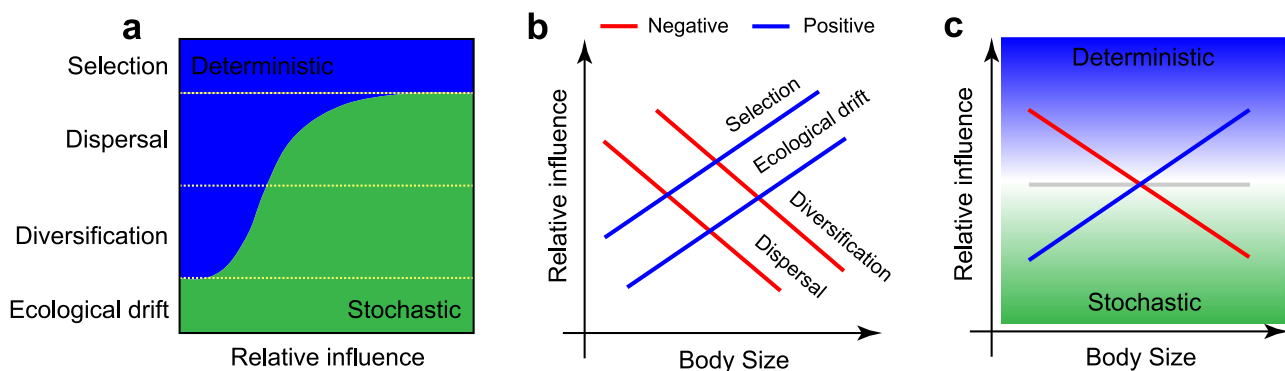 a
Selection
Dispersal
Diversification
Ecological drift
Deterministic
Stochastic
Relative influence
b
Negative
Positive
Relative influence
Selection
Ecological drift
Diversification
Dispersal
Body Size
c
Relative influence
Deterministic
Stochastic
Body Size